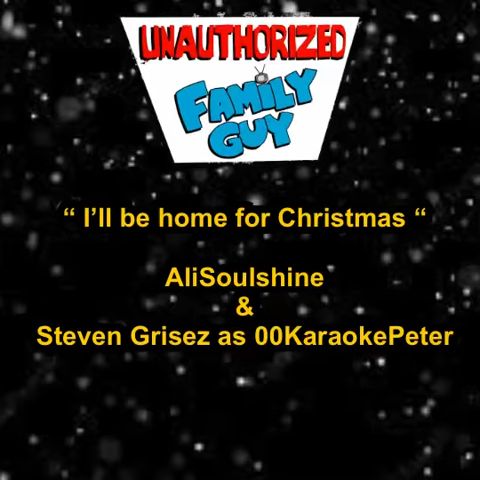 UNAUTHORIZED
FAMILY
GUY
“ I’ll be home for Christmas “
AliSoulshine
&
Steven Grisez as 00KaraokePeter